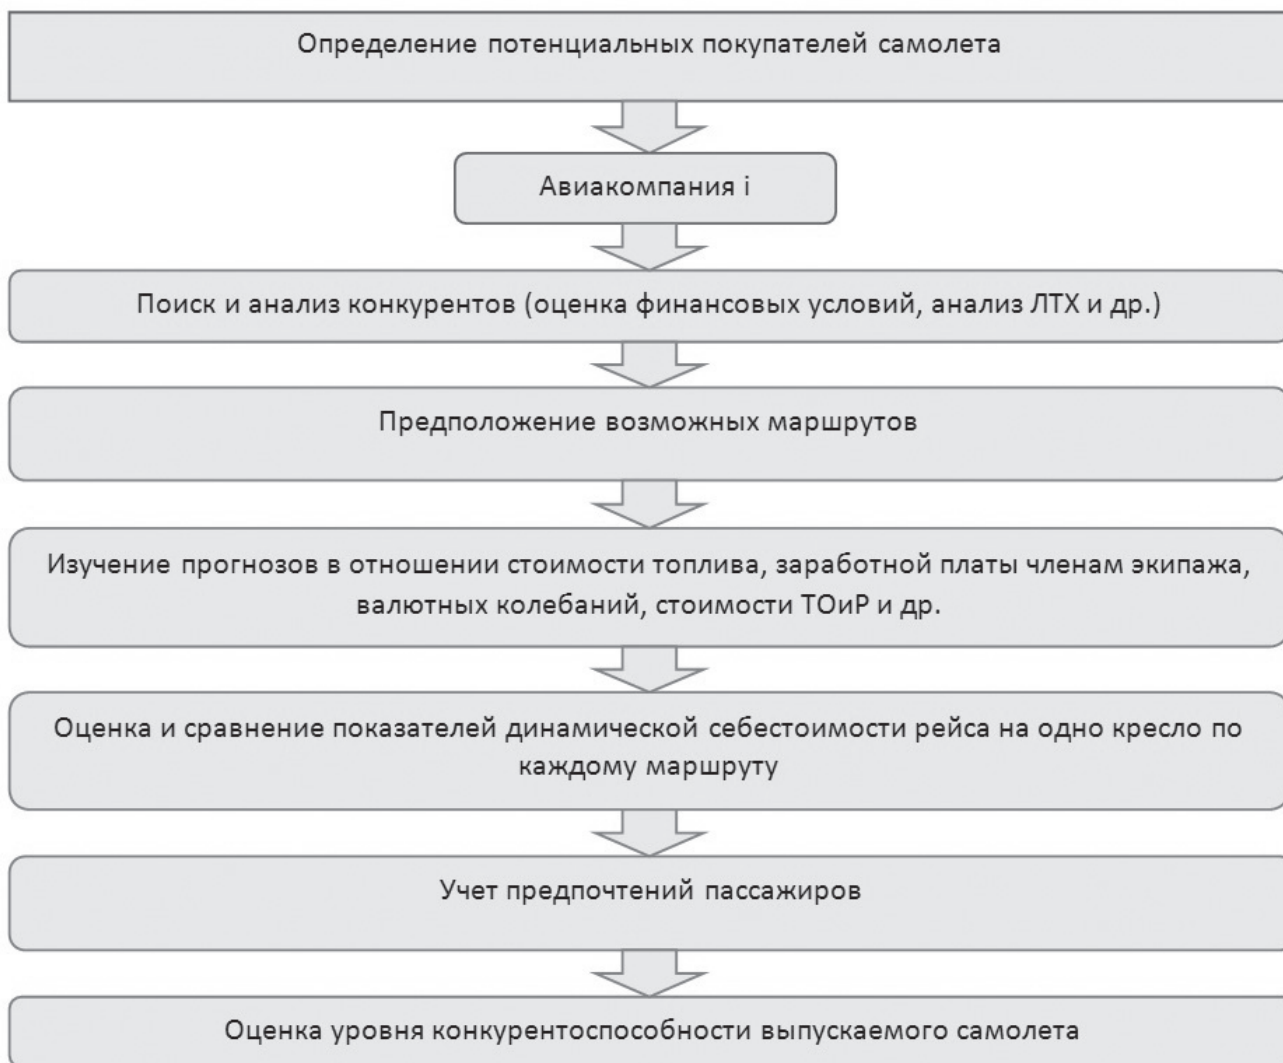 Определение потенциальных покупателей самолета
Авиакомпания i
Поиск и анализ конкурентов (оценка финансовых условий, анализ ЛТХ и др.)
Предположение возможных маршрутов
Изучение прогнозов в отношении стоимости топлива, заработной платы членам экипажа,
валютных колебаний, стоимости ТОиР и др.
Оценка и сравнение показателей динамической себестоимости рейса на одно кресло по
каждому маршруту
Учет предпочтений пассажиров
Оценка уровня конкурентоспособности выпускаемого самолета